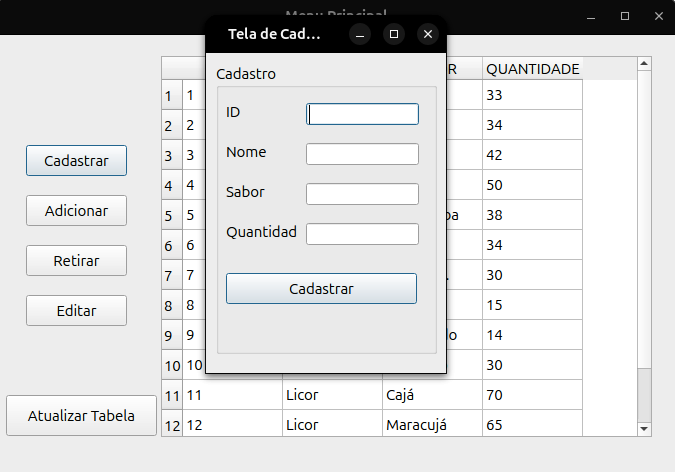 Menu Principal
Tela de Cad...
Cadastro
ID
Nome
Sabor
Quantidad
Cadastrar
Cadastrar
Adicionar
Retirar
Editar
Atualizar Tabela
R QUANTIDADE
1 1 33
2 2 34
3 3 42
4 4 50
5 5 38
6 6 34
7 7 30
8 8 15
9 9 14
10 10 30
11 11 Licor Cajá 70
12 12 Licor Maracujá 65